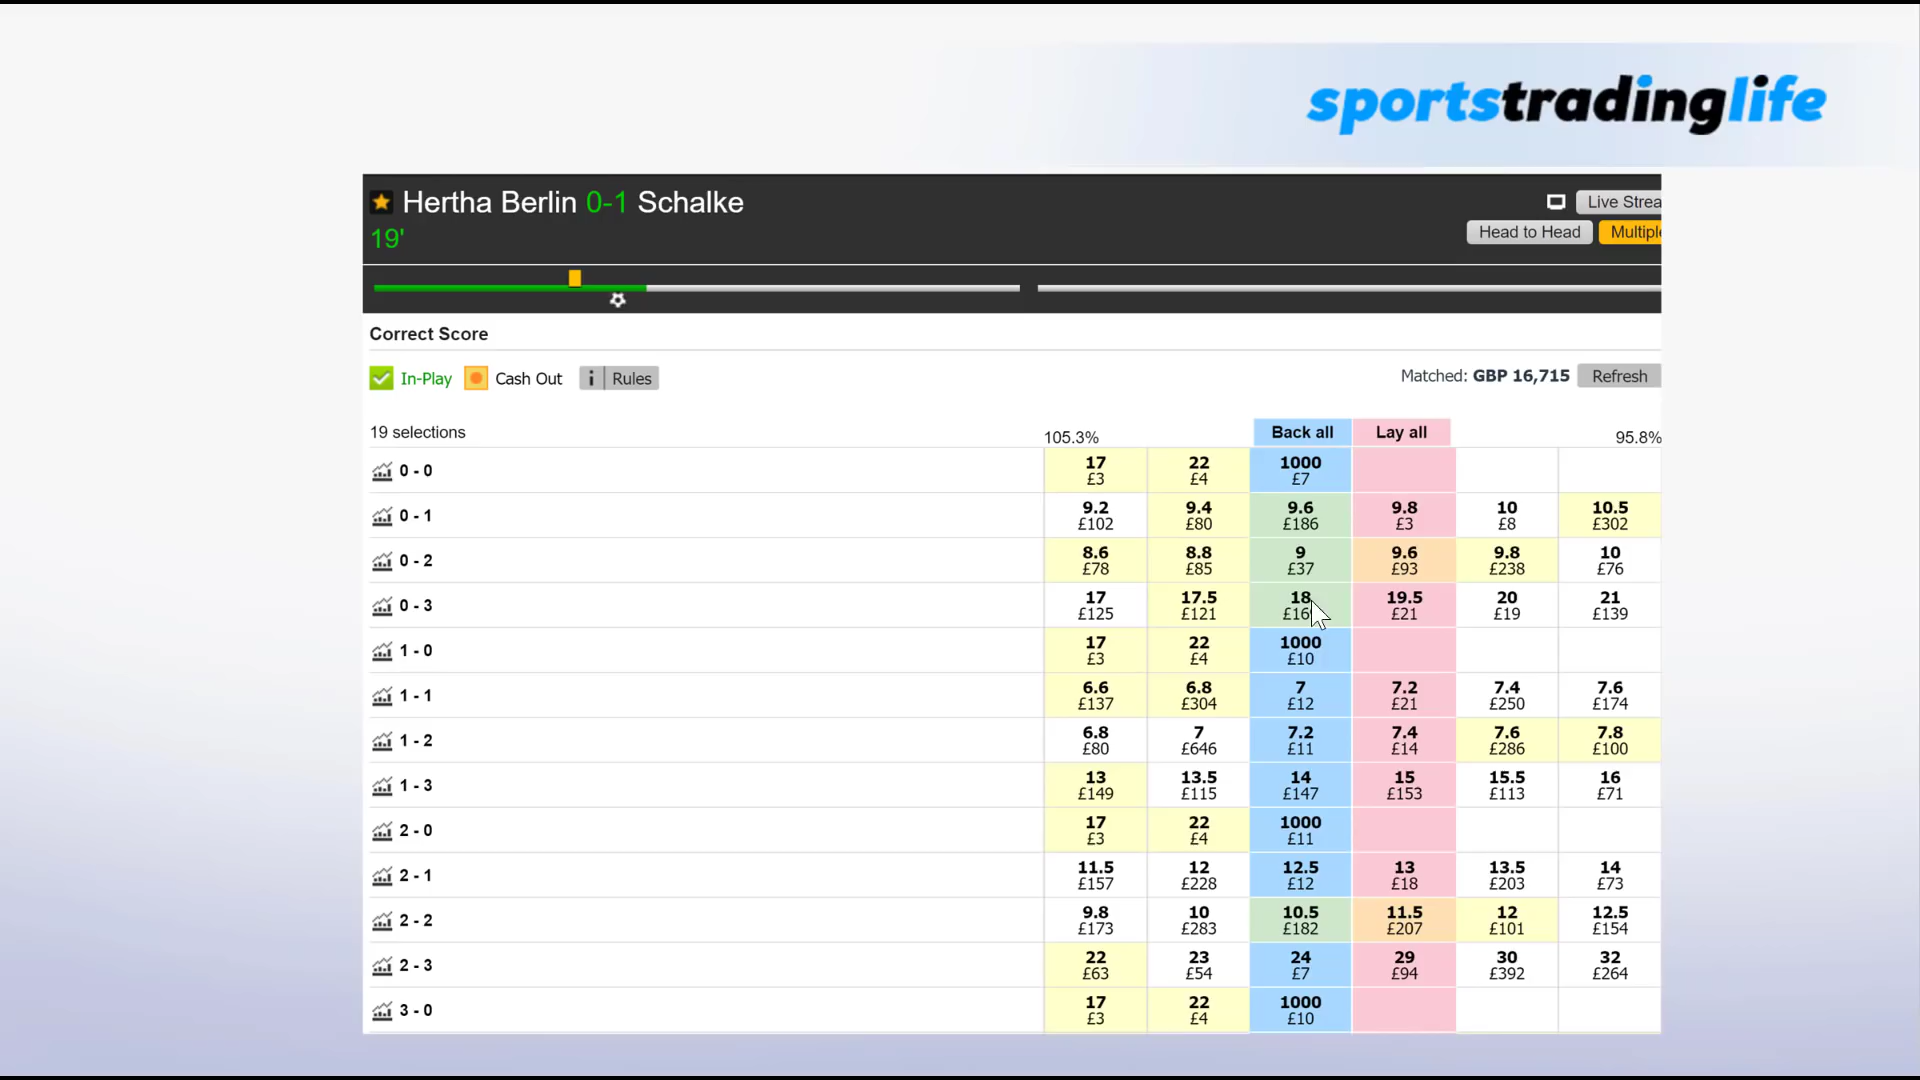 sportstradinglife
Hertha Berlin 0-1 Schalke
Live Strea
19'
Head to Head Multiple
Correct Score
In-Play Cash Out i Rules
Matched: GBP 16,715 Refresh
19 selections 105.3% Back all Lay all 95.8%
0 - 0 17 22 1000
£3 £4 £7
0 - 1 9.2 9.4 9.6 9.8 10 10.5
£102 £80 £186 £3 £8 £302
0 - 2 8.6 8.8 9 9.6 9.8 10
£78 £85 £37 £93 £238 £76
0 - 3 17 17.5 18 19.5 20 21
£125 £121 £21 £19 £139
1 - 0 17 22 1000
£3 £4 £10
1 - 1 6.6 6.8 7 7.2 7.4 7.6
£137 £304 £12 £21 £250 £174
1 - 2 6.8 7 7.2 7.4 7.6 7.8
£80 £646 £11 £14 £286 £100
1 - 3 13 13.5 14 15 15.5 16
£149 £115 £147 £153 £113 £71
2 - 0 17 22 1000
£3 £4 £11
2 - 1 11.5 12 12.5 13 13.5 14
£157 £228 £12 £18 £203 £73
2 - 2 9.8 10 10.5 11.5 12 12.5
£173 £283 £182 £207 £101 £154
2 - 3 22 23 24 29 30 32
£63 £54 £7 £94 £392 £264
3 - 0 17 22 1000
£3 £4 £10